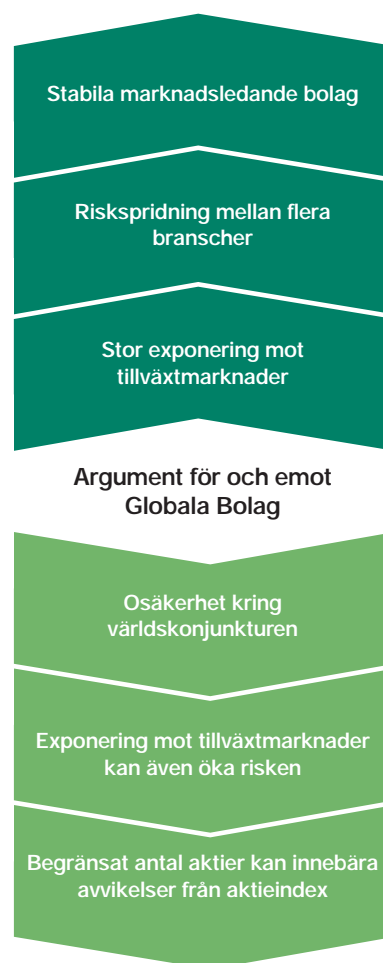 Stabila marknadsledande bolag
Riskspridning mellan flera
branscher
Stor exponering mot
tillväxtmarknader
Argument för och emot
Globala Bolag
Osäkerhet kring
världskonjunkturen
Exponering mot tillväxtmarknader
kan även öka risken
Begränsat antal aktier kan innebära
avvikelser från aktieindex